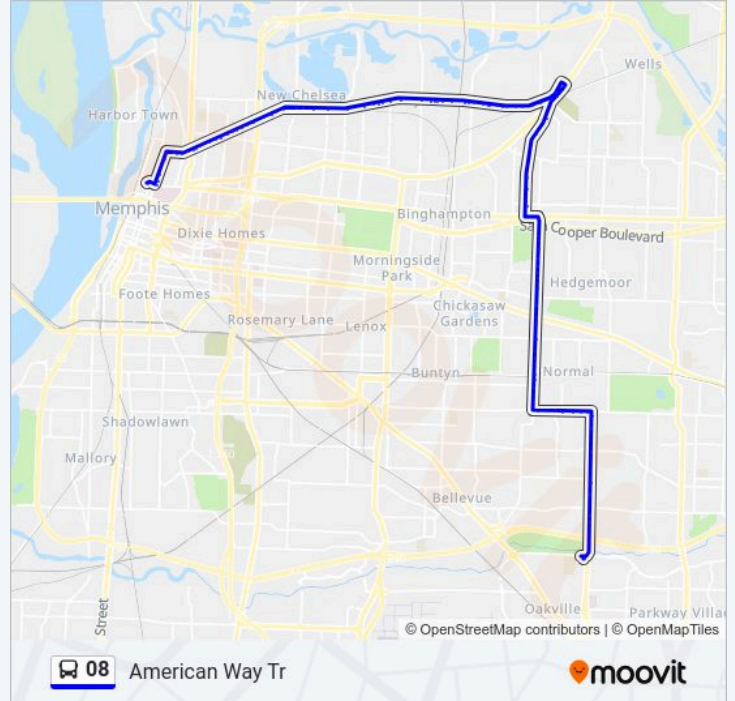 Wells
New Chelsea
Harbor Town
Memphis
Binghampton
Dixie Homes
Cooper Boulevard
Morningside
Park
Hedgemoor
Foote Homes
Chickasaw
Gardens
Rosemary Lane
Lenox
Buntyn
Normal
Shadowlawn
Mallory
Bellevue
Street
Oakville
Parkway Villa
© OpenStreetMap contributors | © OpenMapTiles
08 American Way Tr
moovit